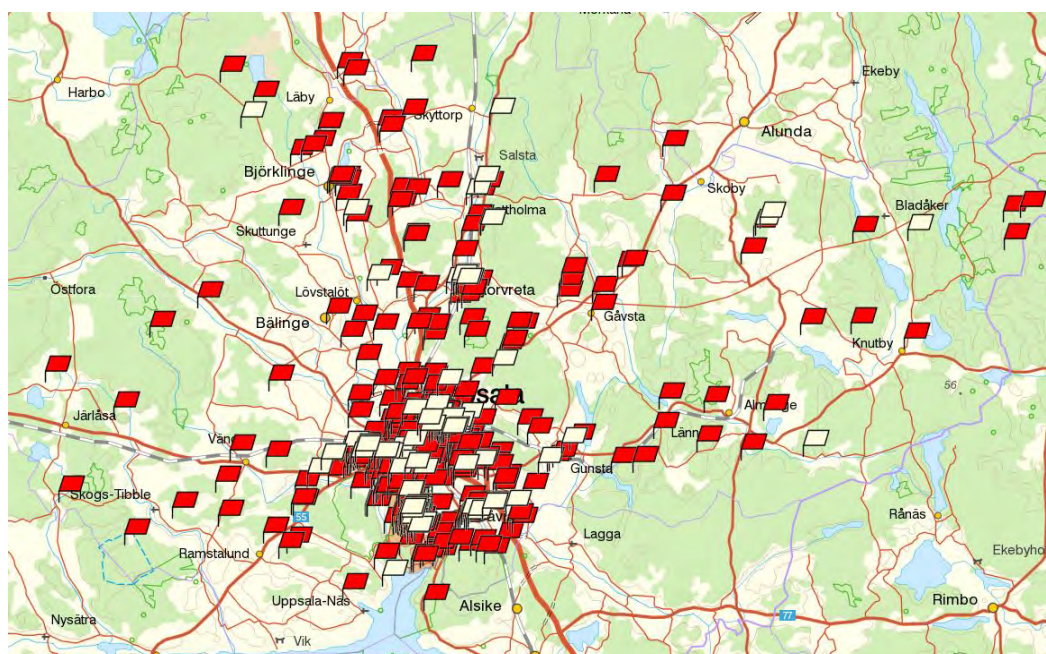 Harbo
Läby
Skyttorp
Ekeby
Alunda
Salsta
Björklinge
Skoby
Bladåker
Skuttunge
Östfora
Lövstalöt
Bälinge
Gåvsta
Knutby
56
Järlåsa
Gunsta
Skogs-Tibble
55
Rånäs
Lagga
Ramstalund
Uppsala-Näs
Alsike
Rimbo
77
Nysätra
Vik